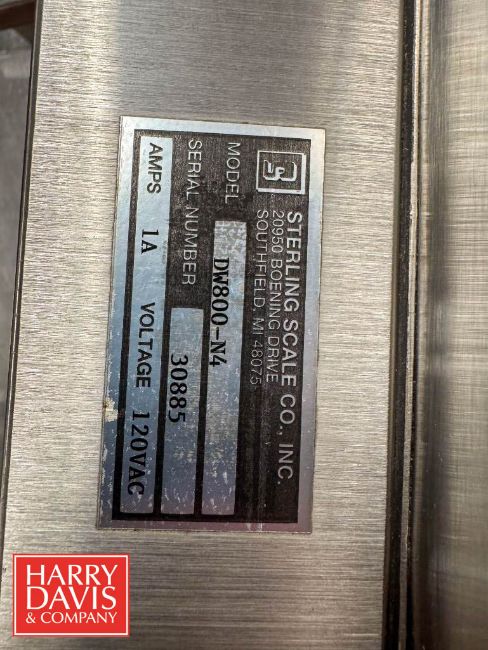 STERLING SCALE CO., INC.
20950 BOENING DRIVE
SOUTHFIELD, MI 48075
MODEL DW800-N4
SERIAL NUMBER 30885
AMPS 1A VOLTAGE 120VAC
HARRY
DAVIS
& COMPANY